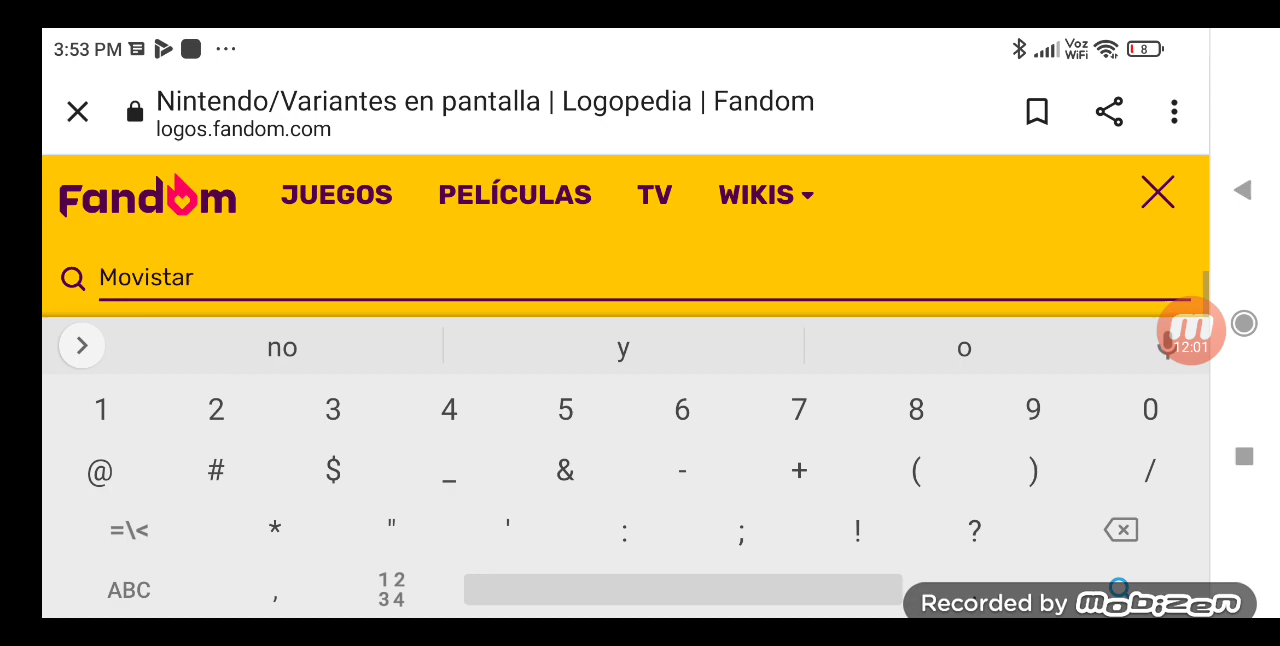 3:53 PM ...
Voz
WiFi
8
Nintendo/Variantes en pantalla | Logopedia | Fandom
logos.fandom.com
Fandom JUEGOS PELÍCULAS TV WIKIS
Movistar
no y o
12:01
1 2 3 4 5 6 7 8 9 0
@ # $ _ & - + ( ) /
=\< * " ' : ; ! ?
ABC , 12
34
Recorded by mobizen